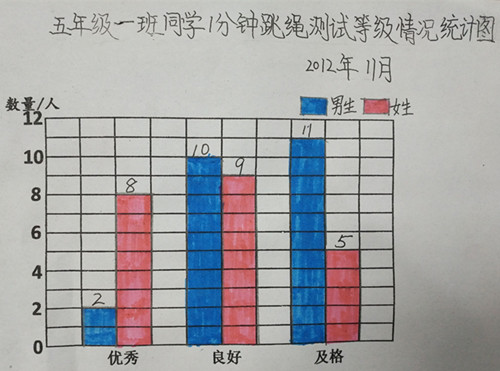 五年级一班同学1分钟跳绳测试等级情况统计图
2012年11月
数量/人
男生 女生
12
10
8
6
4
2
0
2 8 10 9 11 5
优秀 良好 及格